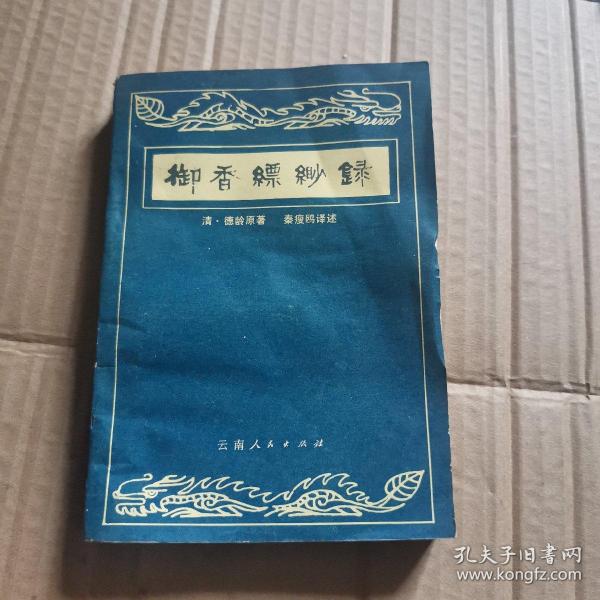 御香縹緲録
清·德龄原著 秦瘦鸥译述
云南人民出版社
孔夫子旧书网
www.kongfz.com